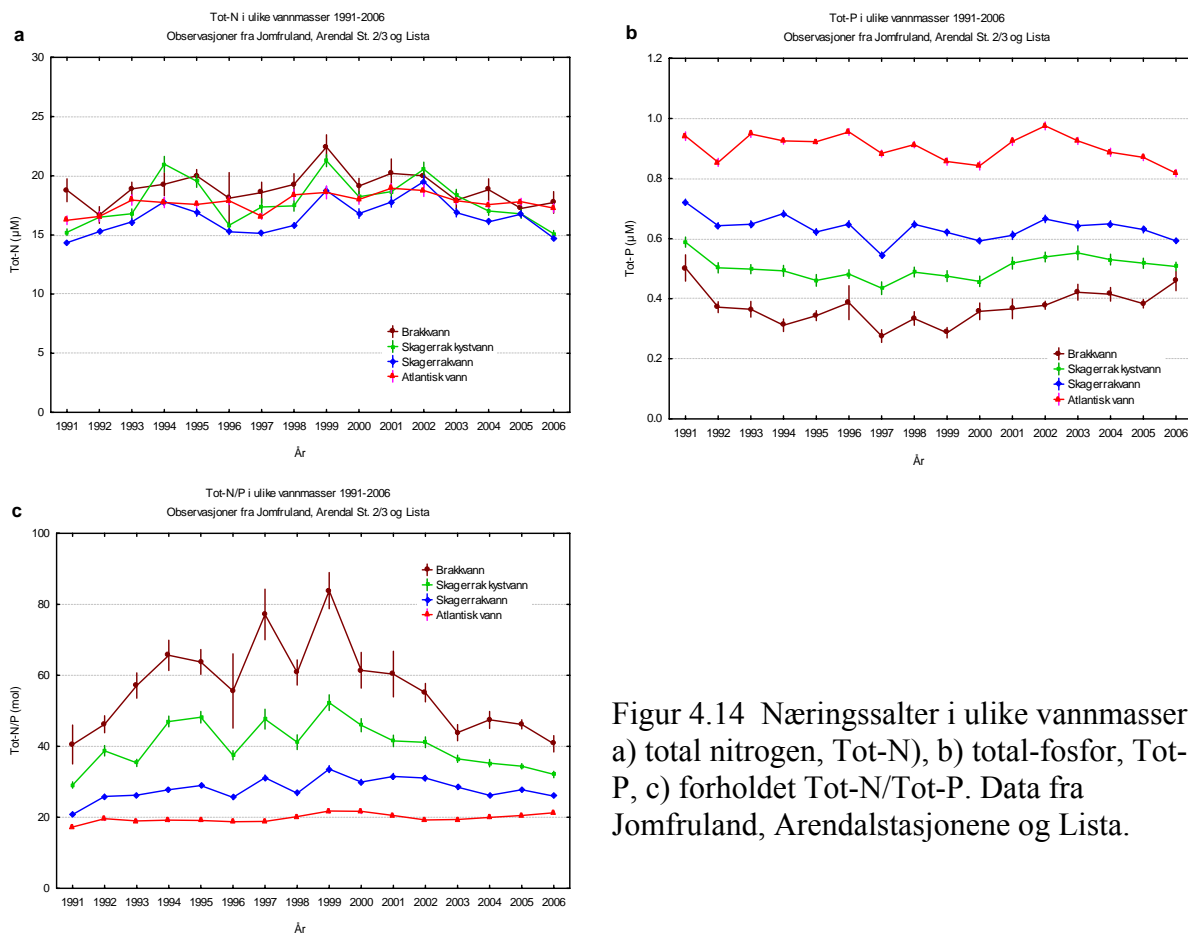 Tot-N i ulike vannmasser 1991-2006
a
Observasjoner fra Jomfruland, Arendal St. 2/3 og Lista
30
25
20
15
10
5
0
Tot-N (µM)
Brakkvann
Skagerrak kystvann
Skagerrakvann
Atlantisk vann
1991 1992 1993 1994 1995 1996 1997 1998 1999 2000 2001 2002 2003 2004 2005 2006
År
Tot-P i ulike vannmasser 1991-2006
b
Observasjoner fra Jomfruland, Arendal St. 2/3 og Lista
1.2
1.0
0.8
0.6
0.4
0.2
0.0
Tot-P (µM)
Brakkvann
Skagerrak kystvann
Skagerrakvann
Atlantisk vann
1991 1992 1993 1994 1995 1996 1997 1998 1999 2000 2001 2002 2003 2004 2005 2006
År
Tot-N/P i ulike vannmasser 1991-2006
c
Observasjoner fra Jomfruland, Arendal St. 2/3 og Lista
100
80
60
40
20
0
Tot-N/P (mol)
Brakkvann
Skagerrak kystvann
Skagerrakvann
Atlantisk vann
1991 1992 1993 1994 1995 1996 1997 1998 1999 2000 2001 2002 2003 2004 2005 2006
År
Figur 4.14 Næringssalter i ulike vannmasser
a) total nitrogen, Tot-N), b) total-fosfor, Tot-
P, c) forholdet Tot-N/Tot-P. Data fra
Jomfruland, Arendalstasjonene og Lista.